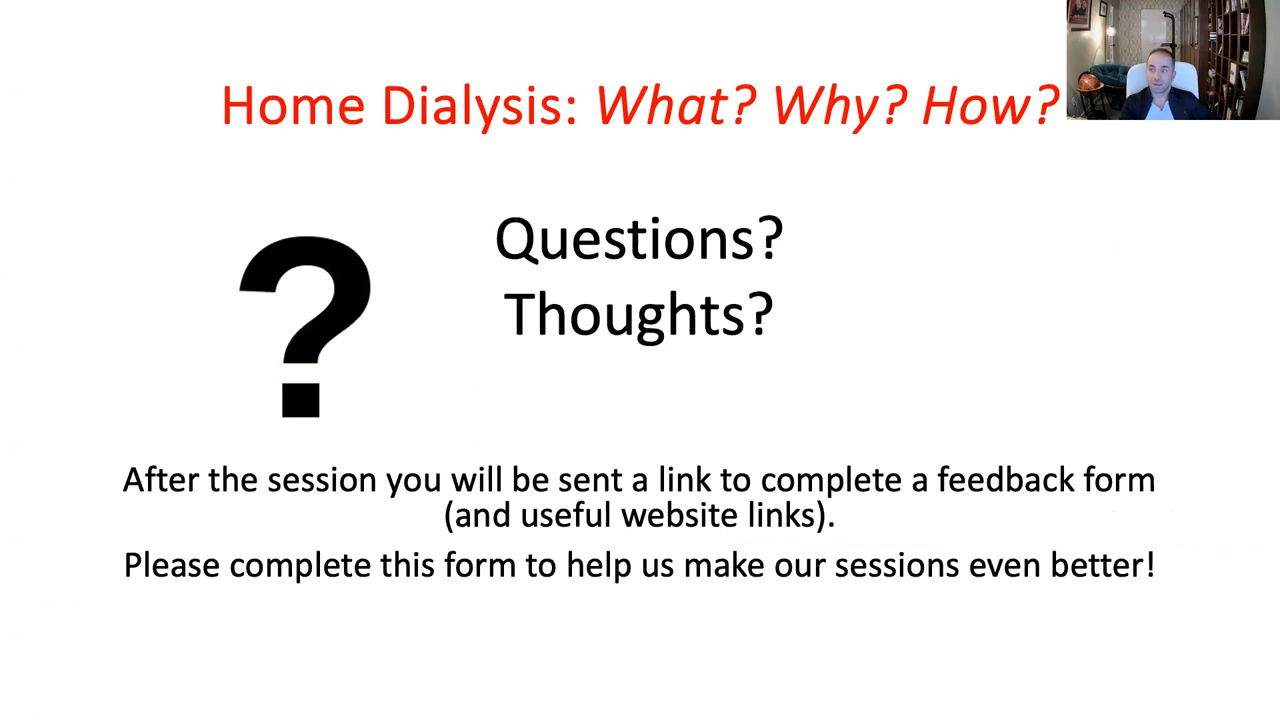 Home Dialysis: What? Why? How?
?
Questions?
Thoughts?
After the session you will be sent a link to complete a feedback form
(and useful website links).
Please complete this form to help us make our sessions even better!